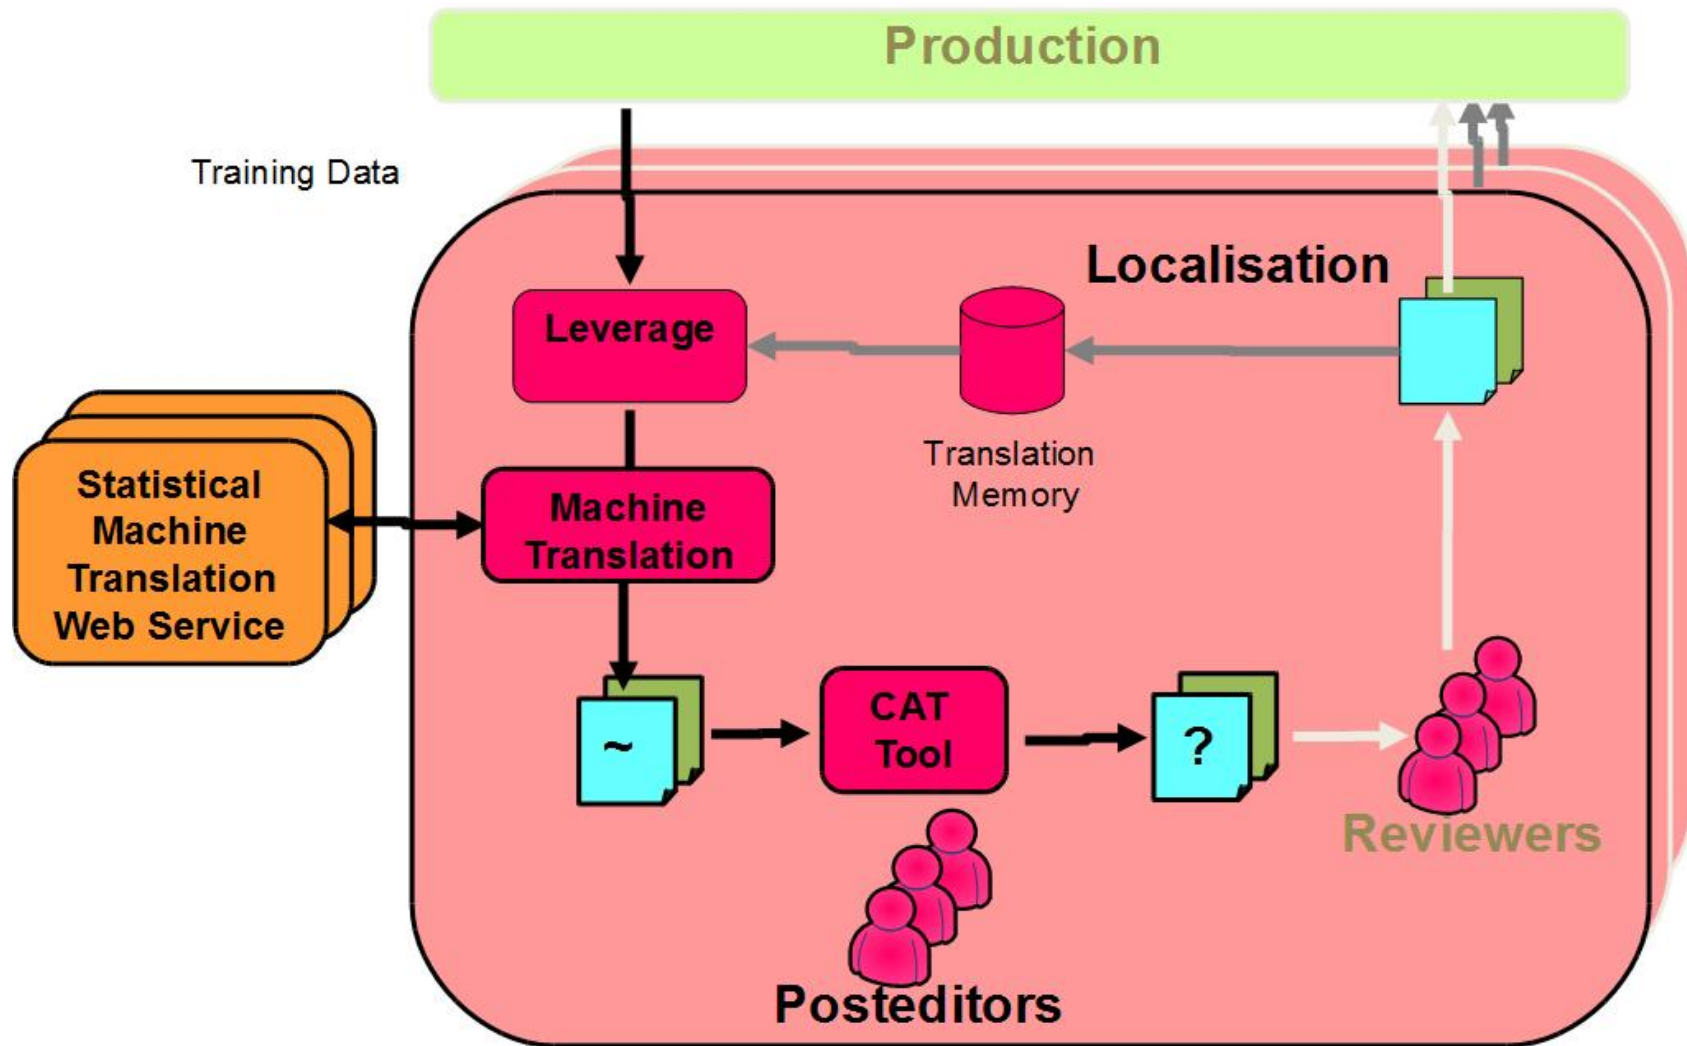 Production
Training Data
Localisation
Leverage
Translation
Memory
Statistical
Machine
Translation
Web Service
Machine
Translation
~
CAT
Tool
?
Reviewers
Posteditors